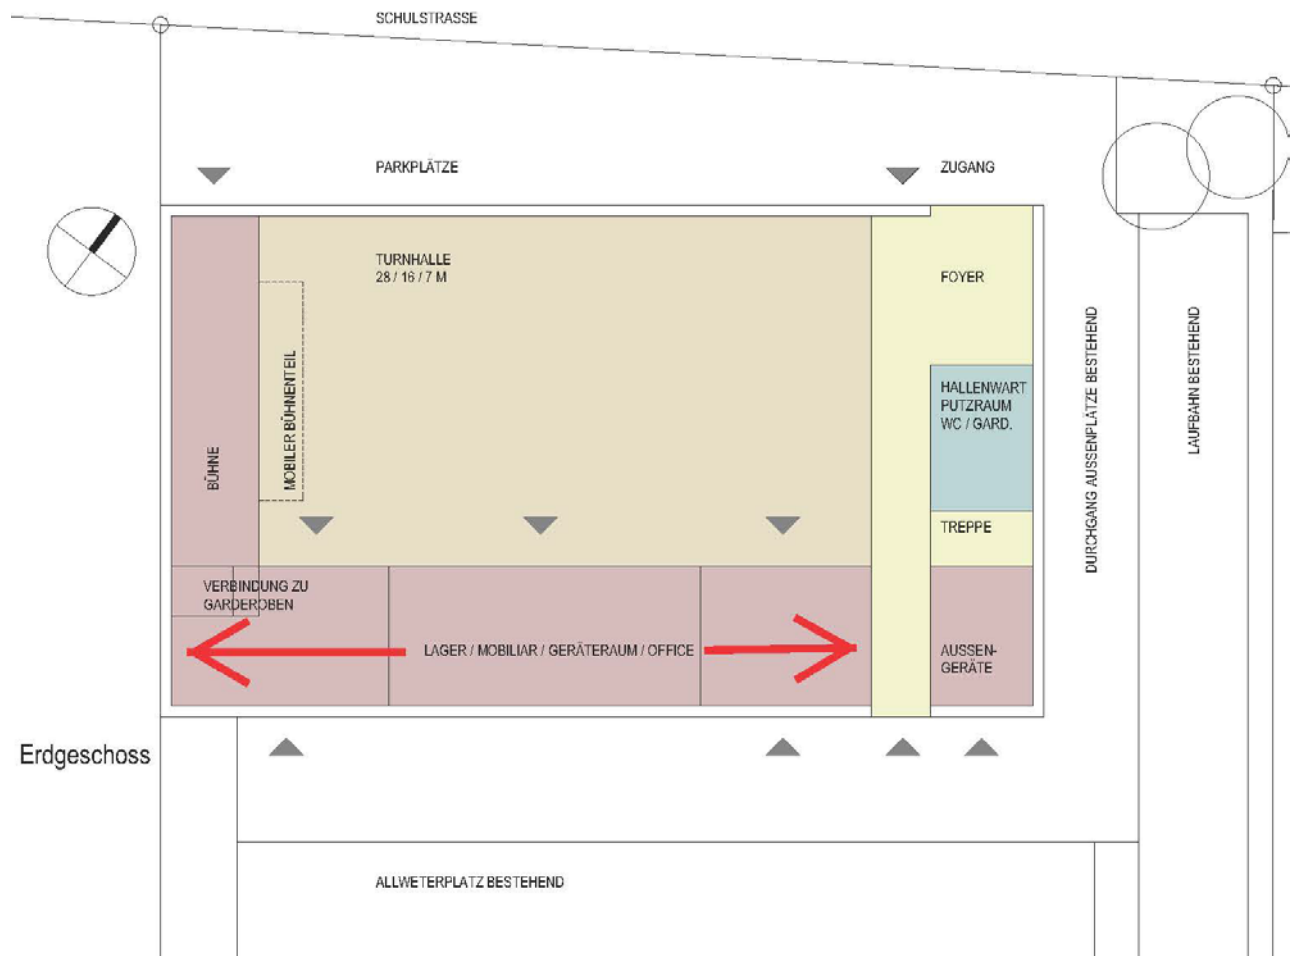 SCHULSTRASSE
PARKPLÄTZE
ZUGANG
TURNHALLE
28 / 16 / 7 M
FOYER
MOBILER BÜHNENTEIL
BÜHNE
HALLENWART
PUTZRAUM
WC / GARD.
DURCHGANG AUSSENPLÄTZE BESTEHEND
LAUFBAHN BESTEHEND
TREPPE
VERBINDUNG ZU
GARDEROBEN
LAGER / MOBILIAR / GERÄTERAUM / OFFICE
AUSSEN-
GERÄTE
Erdgeschoss
ALLWETERPLATZ BESTEHEND